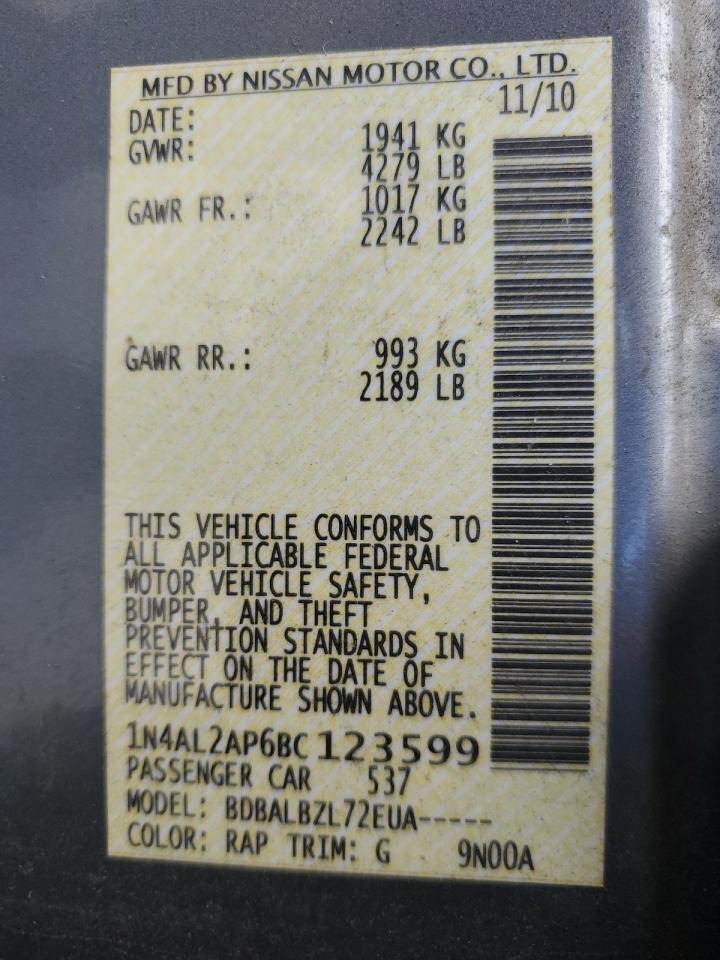 MFD BY NISSAN MOTOR CO., LTD.
DATE: 11/10
GVWR: 1941 KG
4279 LB
GAWR FR.: 1017 KG
2242 LB
GAWR RR.: 993 KG
2189 LB
THIS VEHICLE CONFORMS TO
ALL APPLICABLE FEDERAL
MOTOR VEHICLE SAFETY,
BUMPER, AND THEFT
PREVENTION STANDARDS IN
EFFECT ON THE DATE OF
MANUFACTURE SHOWN ABOVE.
1N4AL2AP6BC123599
PASSENGER CAR 537
MODEL: BDBALBZL72EUA-----
COLOR: RAP TRIM: G 9N00A